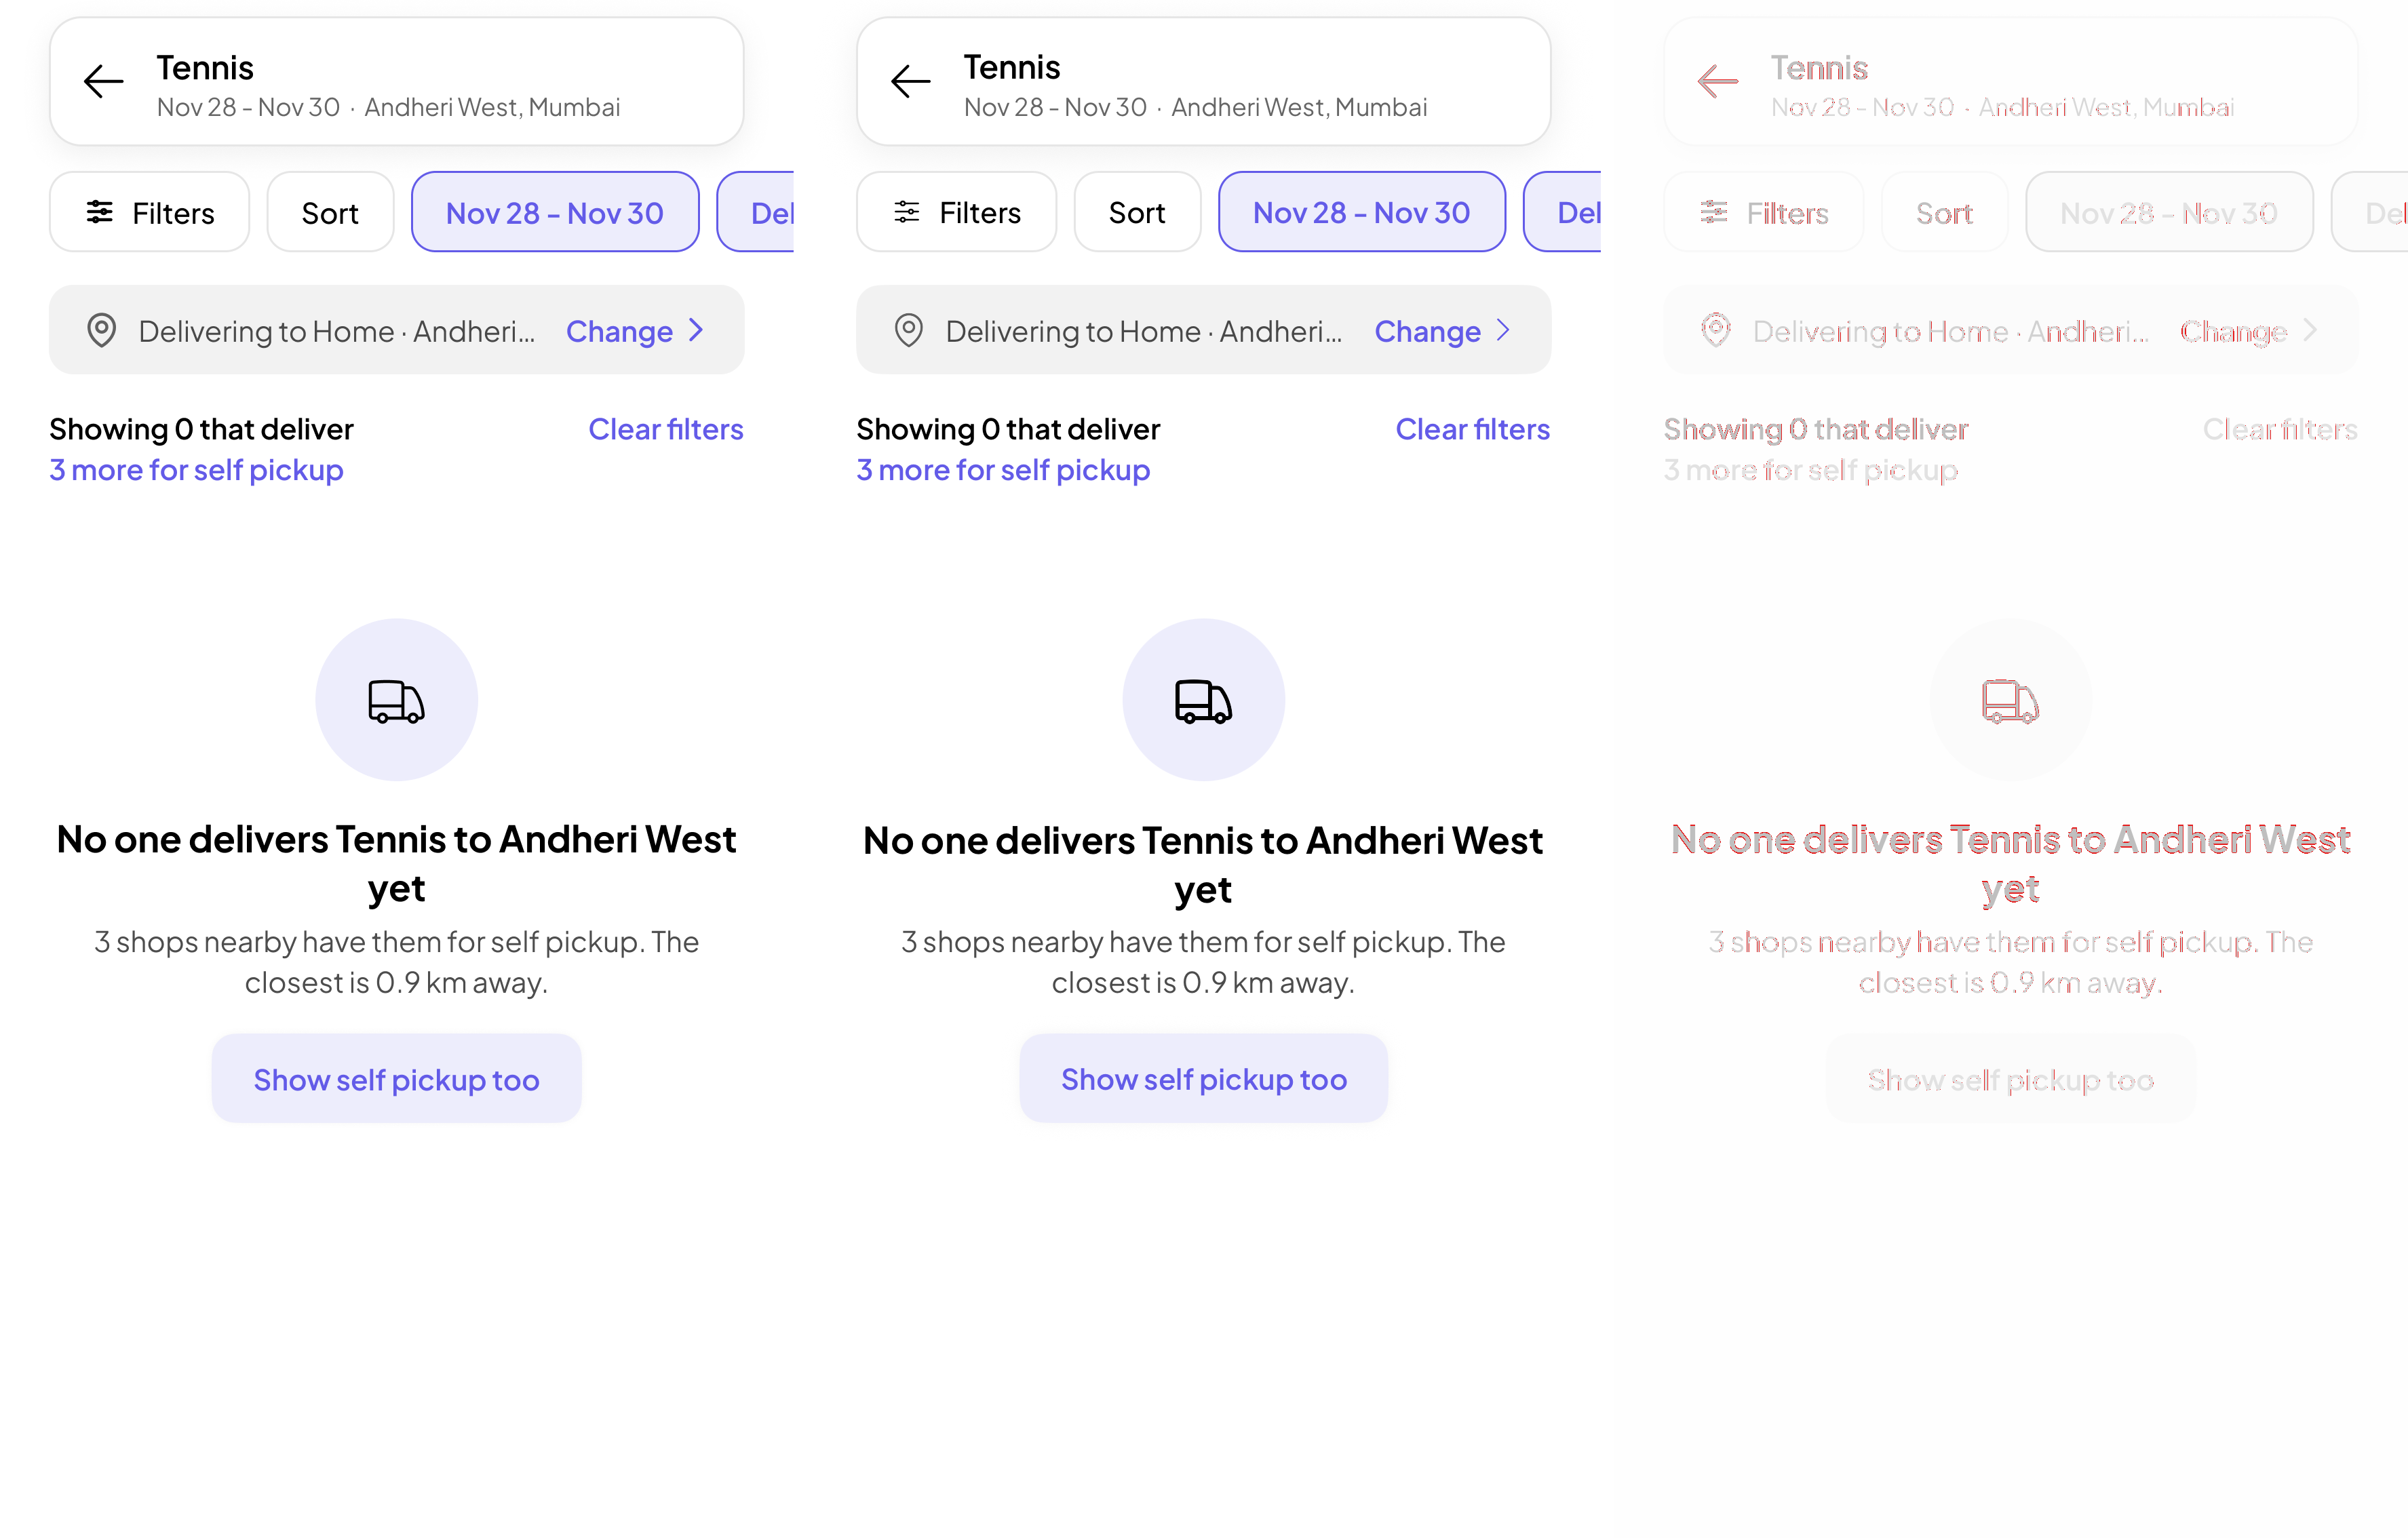 Tennis
Nov 28 - Nov 30 · Andheri West, Mumbai
Filters
Sort
Nov 28 – Nov 30
Del
Delivering to Home · Andheri...
Change
Showing 0 that deliver
Clear filters
3 more for self pickup
No one delivers Tennis to Andheri West
yet
3 shops nearby have them for self pickup. The
closest is 0.9 km away.
Show self pickup too
Tennis
Nov 28 - Nov 30 · Andheri West, Mumbai
Filters
Sort
Nov 28 – Nov 30
Del
Delivering to Home · Andheri...
Change
Showing 0 that deliver
Clear filters
3 more for self pickup
No one delivers Tennis to Andheri West
yet
3 shops nearby have them for self pickup. The
closest is 0.9 km away.
Show self pickup too
Tennis
Nov 28 - Nov 30 · Andheri West, Mumbai
Filters
Sort
Nov 28 – Nov 30
Del
Delivering to Home · Andheri...
Change
Showing 0 that deliver
Clear filters
3 more for self pickup
No one delivers Tennis to Andheri West
yet
3 shops nearby have them for self pickup. The
closest is 0.9 km away.
Show self pickup too